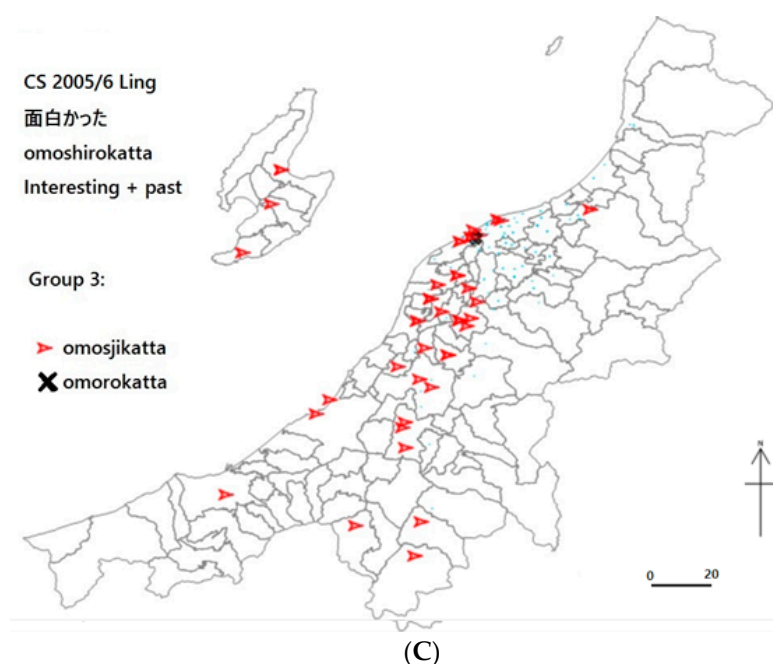 CS 2005/6 Ling
面白かった
omoshirokatta
Interesting + past
Group 3:
omosjikatta
omorokatta
N
0 20
(C)